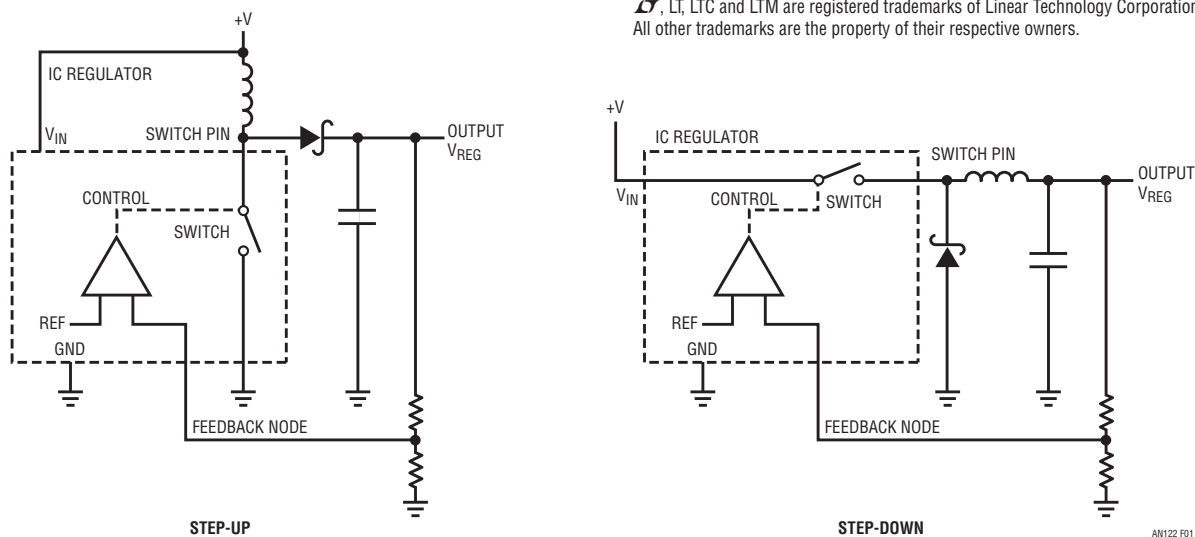 , LT, LTC and LTM are registered trademarks of Linear Technology Corporation
All other trademarks are the property of their respective owners.
+V
IC REGULATOR
VIN
SWITCH PIN
OUTPUT
VREG
CONTROL
SWITCH
REF
GND
FEEDBACK NODE
STEP-UP
+V
IC REGULATOR
SWITCH PIN
OUTPUT
VREG
VIN
CONTROL
SWITCH
REF
GND
FEEDBACK NODE
STEP-DOWN
AN122 F01